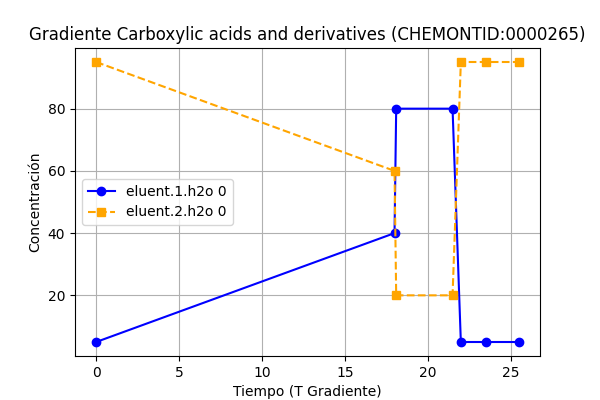 Gradiente Carboxylic acids and derivatives (CHEMONTID:0000265)
Concentración
80
60
40
20
eluent.1.h2o 0
eluent.2.h2o 0
0 5 10 15 20 25
Tiempo (T Gradiente)